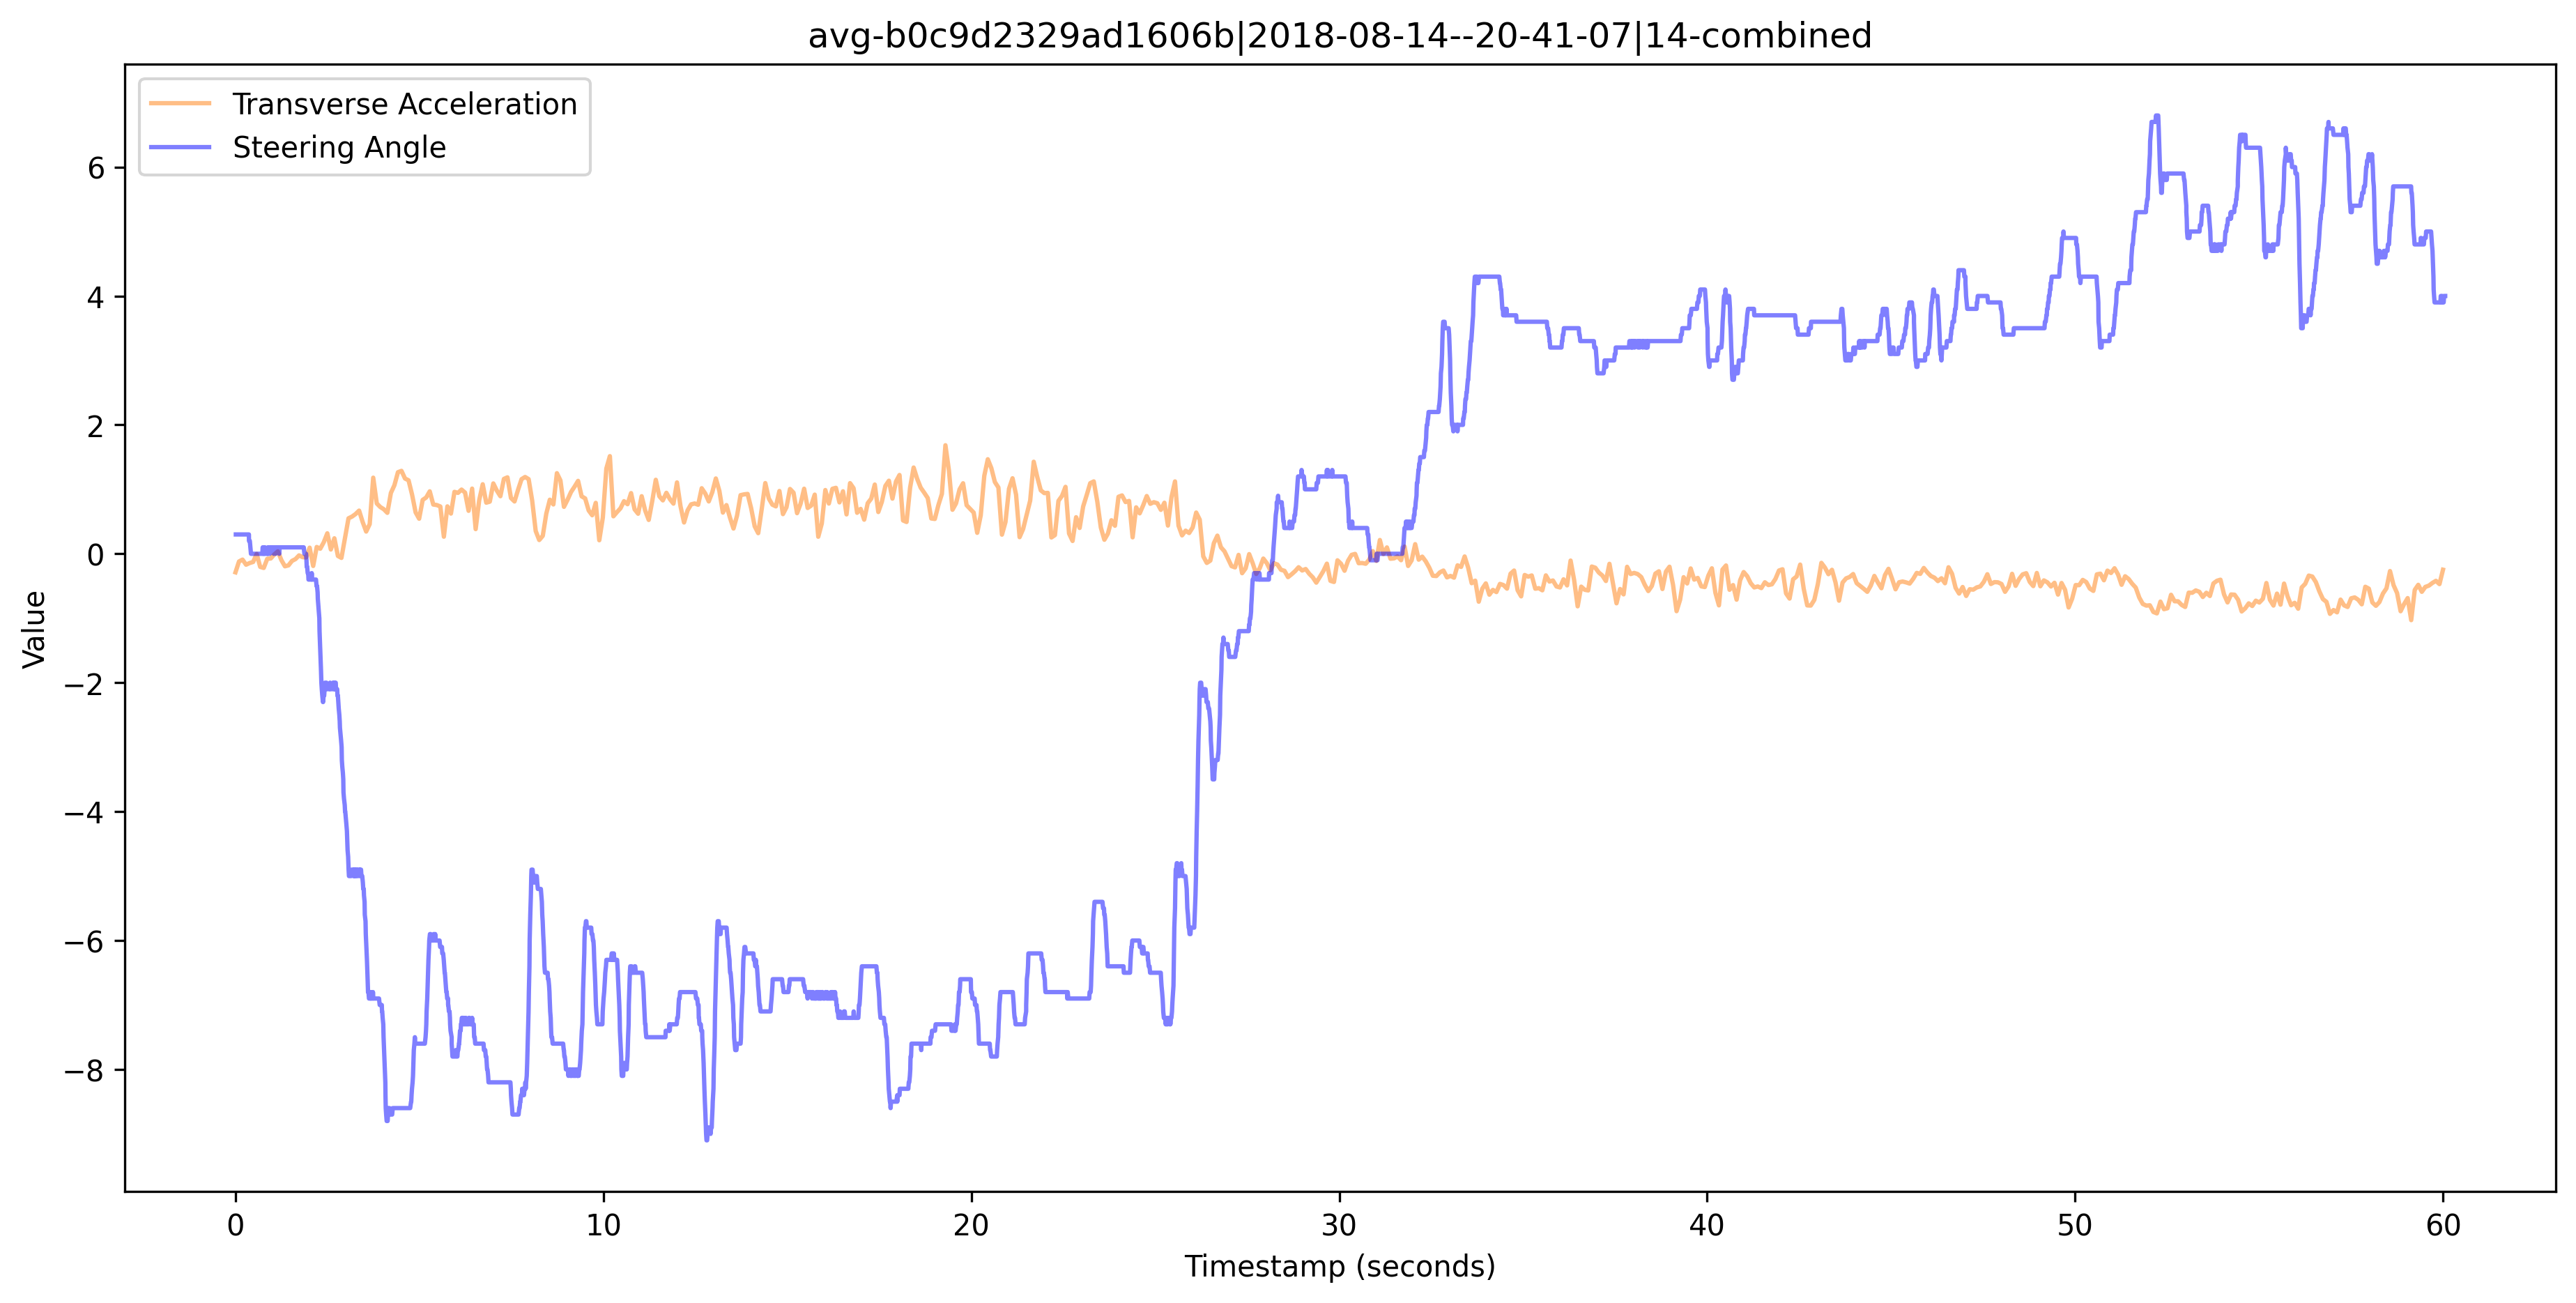 avg-b0c9d2329ad1606b|2018-08-14--20-41-07|14-combined
Transverse Acceleration
Steering Angle
6
4
2
0
−2
−4
−6
−8
Value
0 10 20 30 40 50 60
Timestamp (seconds)